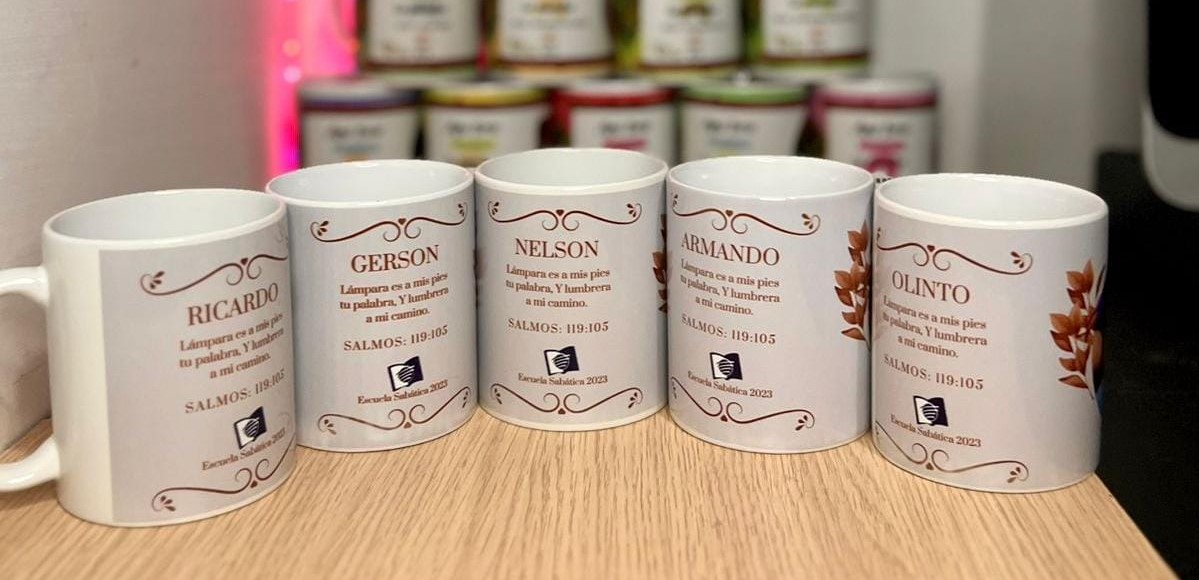 RICARDO
Lámpara es a mis pies
tu palabra, Y lumbrera
a mi camino.
SALMOS: 119:105
Escuela Sabática 2023
GERSON
Lámpara es a mis pies
tu palabra, Y lumbrera
a mi camino.
SALMOS: 119:105
Escuela Sabática 2023
NELSON
Lámpara es a mis pies
tu palabra, Y lumbrera
a mi camino.
SALMOS: 119:105
Escuela Sabática 2023
ARMANDO
Lámpara es a mis pies
tu palabra, Y lumbrera
a mi camino.
SALMOS: 119:105
Escuela Sabática 2023
OLINTO
Lámpara es a mis pies
tu palabra, Y lumbrera
a mi camino.
SALMOS: 119:105
Escuela Sabática 2023